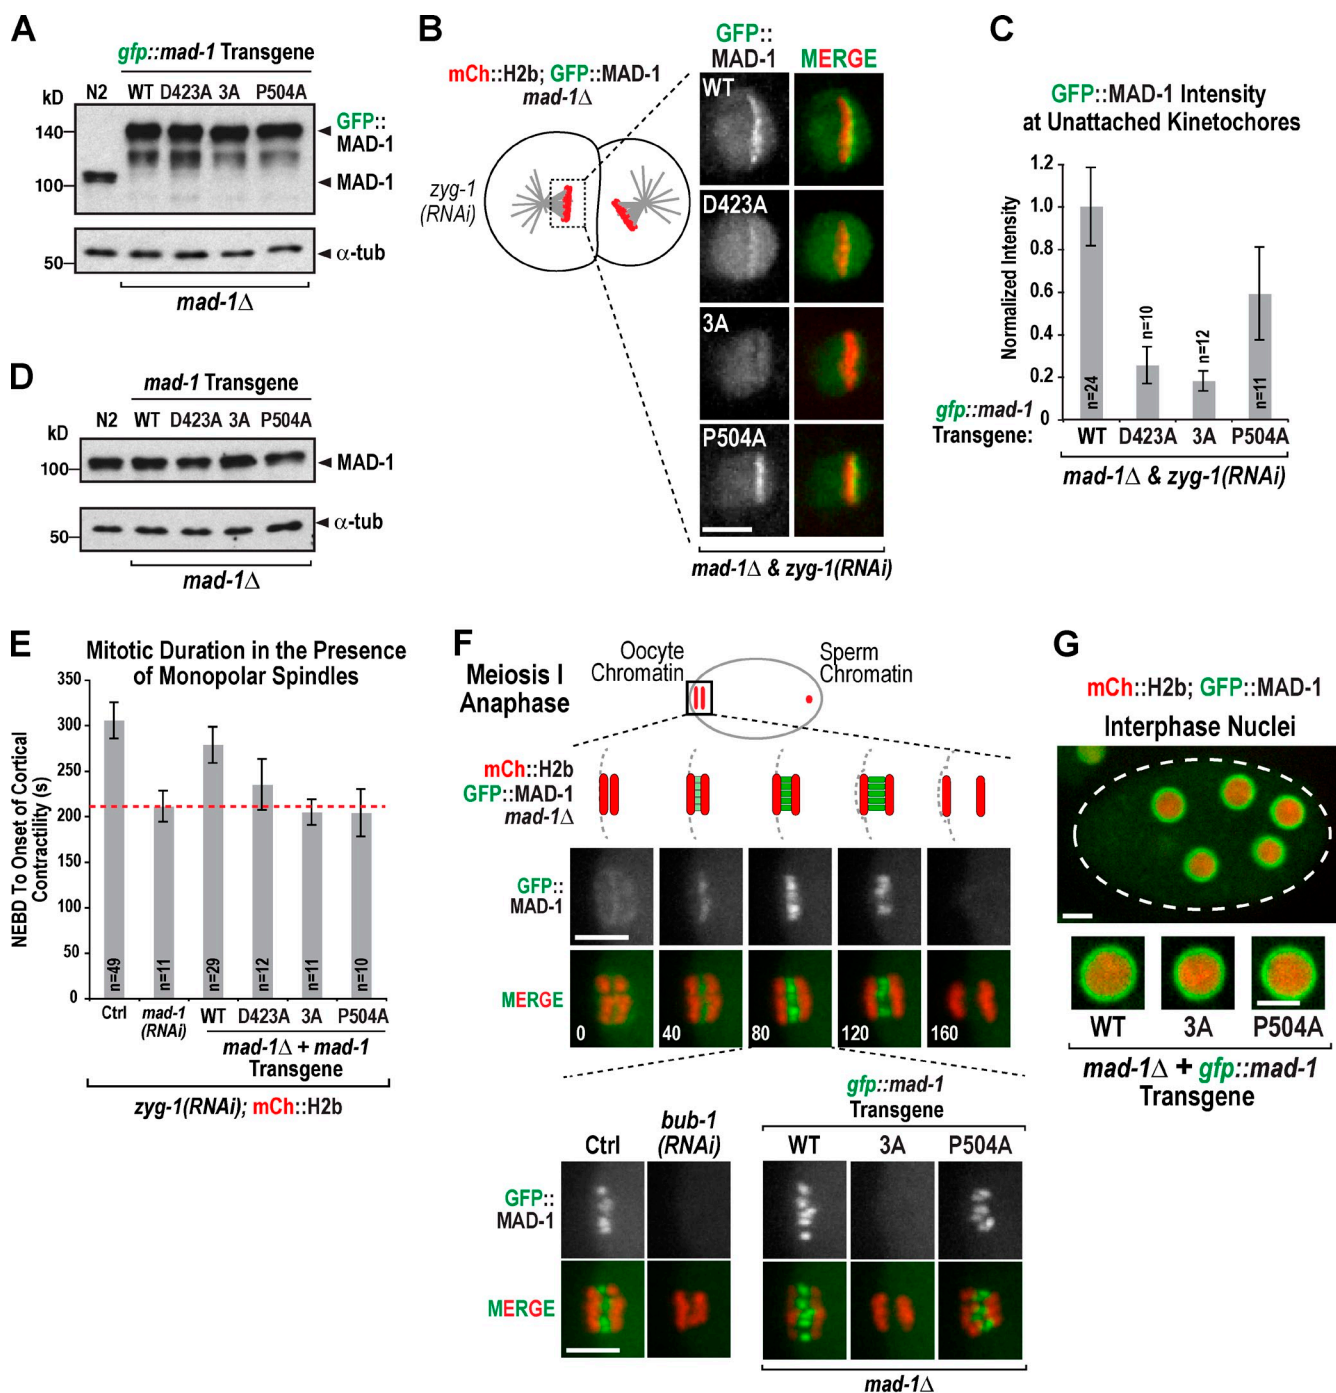 A
gfp::mad-1 Transgene
kD
N2
WT
D423A
3A
P504A
140
100
GFP::
MAD-1
MAD-1
50
α-tub
mad-1Δ
B
mCh::H2b; GFP::MAD-1
mad-1Δ
zyg-1
(RNAi)
GFP::
MAD-1
MERGE
WT
D423A
3A
P504A
mad-1Δ & zyg-1(RNAi)
C
GFP::MAD-1 Intensity
at Unattached Kinetochores
Normalized Intensity
1.2
1.0
0.8
0.6
0.4
0.2
0
n=24
n=10
n=12
n=11
gfp::mad-1
Transgene:
WT
D423A
3A
P504A
mad-1Δ & zyg-1(RNAi)
D
mad-1 Transgene
kD
N2
WT
D423A
3A
P504A
100
MAD-1
50
α-tub
mad-1Δ
E
Mitotic Duration in the Presence
of Monopolar Spindles
NEBD To Onset of Cortical
Contractility (s)
350
300
250
200
150
100
50
0
n=49
n=11
n=29
n=12
n=11
n=10
Ctrl
mad-1
(RNAi)
WT
D423A
3A
P504A
mad-1Δ + mad-1
Transgene
zyg-1(RNAi); mCh::H2b
F
Meiosis I
Anaphase
Oocyte
Chromatin
Sperm
Chromatin
mCh::H2b
GFP::MAD-1
mad-1Δ
GFP::
MAD-1
MERGE
0
40
80
120
160
gfp::mad-1
Transgene
Ctrl
bub-1
(RNAi)
WT
3A
P504A
GFP::
MAD-1
MERGE
mad-1Δ
G
mCh::H2b; GFP::MAD-1
Interphase Nuclei
WT
3A
P504A
mad-1Δ + gfp::mad-1
Transgene